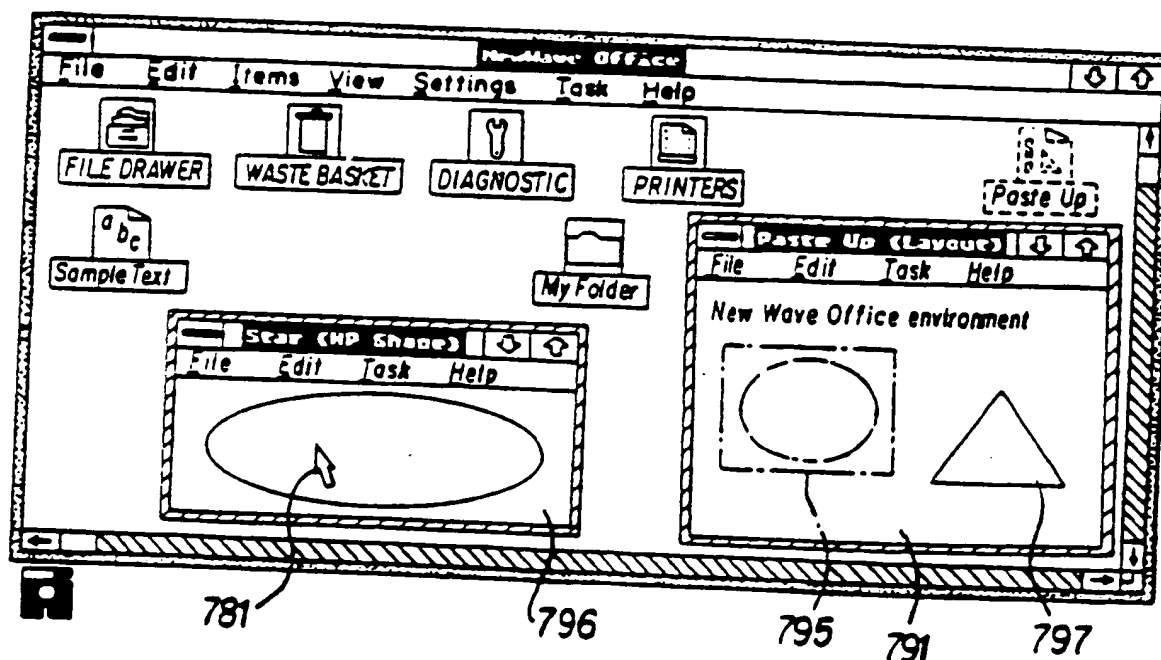 NewWave Office
File Edit Items View Settings Task Help
FILE DRAWER
WASTE BASKET
DIAGNOSTIC
PRINTERS
Paste Up
a b c
Sample Text
My Folder
Paste Up (Layout)
File Edit Task Help
New Wave Office environment
Star (HP Shape)
File Edit Task Help
781
796
795
791
797